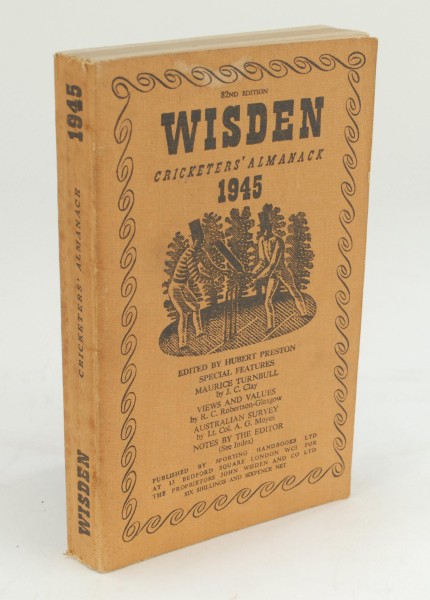 82ND EDITION
WISDEN
CRICKETERS' ALMANACK
1945
EDITED BY HUBERT PRESTON
SPECIAL FEATURES
MAURICE TURNBULL
by J. C. Clay
VIEWS AND VALUES
by R. C. Robertson-Glasgow
AUSTRALIAN SURVEY
by Lt. Col. A. G. Moyes
NOTES BY THE EDITOR
(See Index)
PUBLISHED BY SPORTING HANDBOOKS LTD
AT 13 BEDFORD SQUARE LONDON WC1 FOR
THE PROPRIETORS JOHN WISDEN AND CO LTD
SIX SHILLINGS AND SIXPENCE NET
WISDEN CRICKETERS' ALMANACK 1945